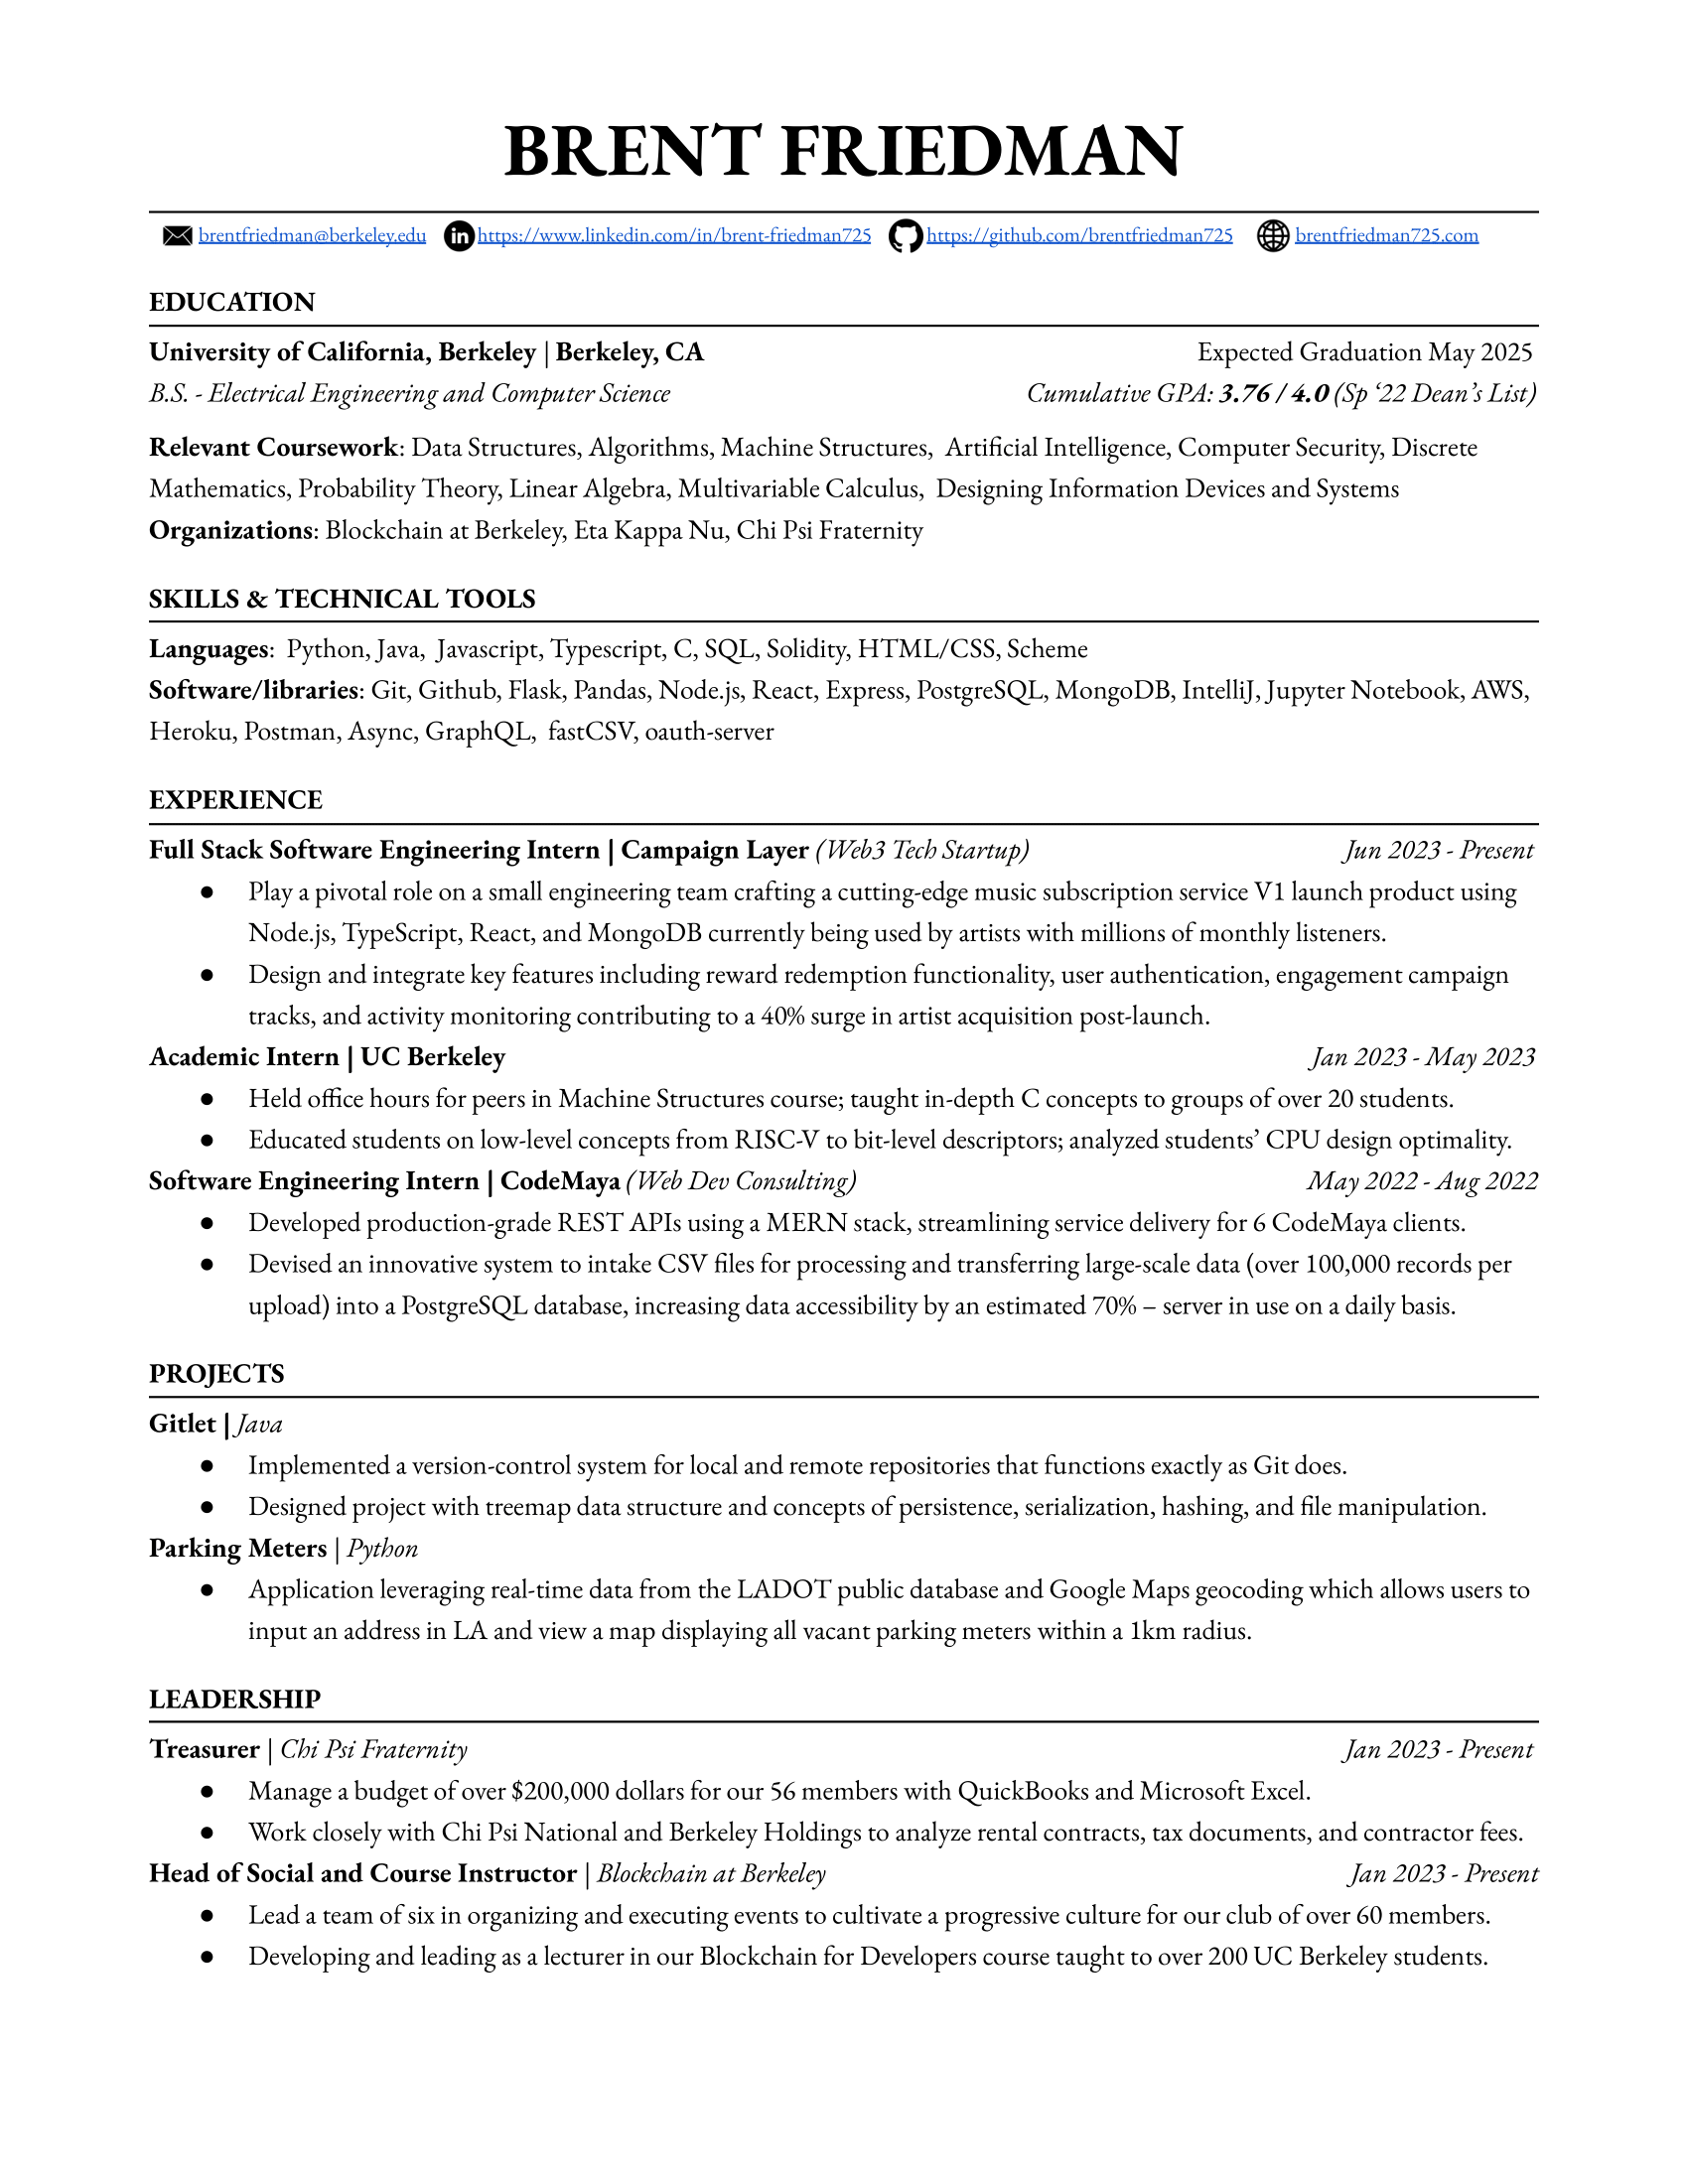 BRENT FRIEDMAN
brentfriedman@berkeley.edu https://www.linkedin.com/in/brent-friedman725 https://github.com/brentfriedman725 brentfriedman725.com
EDUCATION
University of California, Berkeley | Berkeley, CA Expected Graduation May 2025
B.S. - Electrical Engineering and Computer Science Cumulative GPA: 3.76 / 4.0 (Sp ‘22 Dean’s List)
Relevant Coursework: Data Structures, Algorithms, Machine Structures, Artificial Intelligence, Computer Security, Discrete
Mathematics, Probability Theory, Linear Algebra, Multivariable Calculus, Designing Information Devices and Systems
Organizations: Blockchain at Berkeley, Eta Kappa Nu, Chi Psi Fraternity
SKILLS & TECHNICAL TOOLS
Languages: Python, Java, Javascript, Typescript, C, SQL, Solidity, HTML/CSS, Scheme
Software/libraries: Git, Github, Flask, Pandas, Node.js, React, Express, PostgreSQL, MongoDB, IntelliJ, Jupyter Notebook, AWS,
Heroku, Postman, Async, GraphQL, fastCSV, oauth-server
EXPERIENCE
Full Stack Software Engineering Intern | Campaign Layer (Web3 Tech Startup) Jun 2023 - Present
● Play a pivotal role on a small engineering team crafting a cutting-edge music subscription service V1 launch product using
Node.js, TypeScript, React, and MongoDB currently being used by artists with millions of monthly listeners.
● Design and integrate key features including reward redemption functionality, user authentication, engagement campaign
tracks, and activity monitoring contributing to a 40% surge in artist acquisition post-launch.
Academic Intern | UC Berkeley Jan 2023 - May 2023
● Held office hours for peers in Machine Structures course; taught in-depth C concepts to groups of over 20 students.
● Educated students on low-level concepts from RISC-V to bit-level descriptors; analyzed students’ CPU design optimality.
Software Engineering Intern | CodeMaya (Web Dev Consulting) May 2022 - Aug 2022
● Developed production-grade REST APIs using a MERN stack, streamlining service delivery for 6 CodeMaya clients.
● Devised an innovative system to intake CSV files for processing and transferring large-scale data (over 100,000 records per
upload) into a PostgreSQL database, increasing data accessibility by an estimated 70% – server in use on a daily basis.
PROJECTS
Gitlet | Java
● Implemented a version-control system for local and remote repositories that functions exactly as Git does.
● Designed project with treemap data structure and concepts of persistence, serialization, hashing, and file manipulation.
Parking Meters | Python
● Application leveraging real-time data from the LADOT public database and Google Maps geocoding which allows users to
input an address in LA and view a map displaying all vacant parking meters within a 1km radius.
LEADERSHIP
Treasurer | Chi Psi Fraternity Jan 2023 - Present
● Manage a budget of over $200,000 dollars for our 56 members with QuickBooks and Microsoft Excel.
● Work closely with Chi Psi National and Berkeley Holdings to analyze rental contracts, tax documents, and contractor fees.
Head of Social and Course Instructor | Blockchain at Berkeley Jan 2023 - Present
● Lead a team of six in organizing and executing events to cultivate a progressive culture for our club of over 60 members.
● Developing and leading as a lecturer in our Blockchain for Developers course taught to over 200 UC Berkeley students.